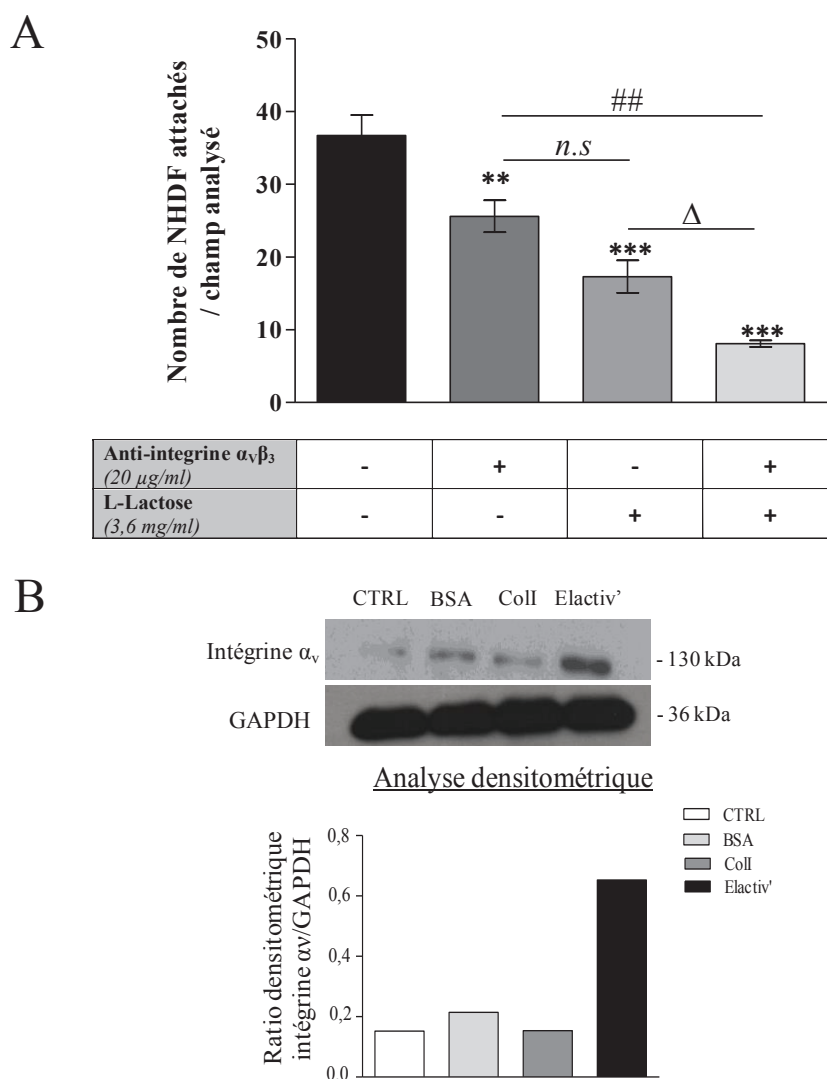 A
50
40
30
20
10
0
Nombre de NHDF attachés
/ champ analysé
##
n.s
**
Δ
***
***
Anti-integrine αvβ3
(20 µg/ml)
- + - +
L-Lactose
(3,6 mg/ml)
- - + +
B
CTRL BSA ColI Elactiv'
Intégrine αv
- 130 kDa
GAPDH
- 36 kDa
Analyse densitométrique
CTRL
BSA
ColI
Elactiv'
Ratio densitométrique
intégrine αv/GAPDH
0,8
0,6
0,4
0,2
0,0